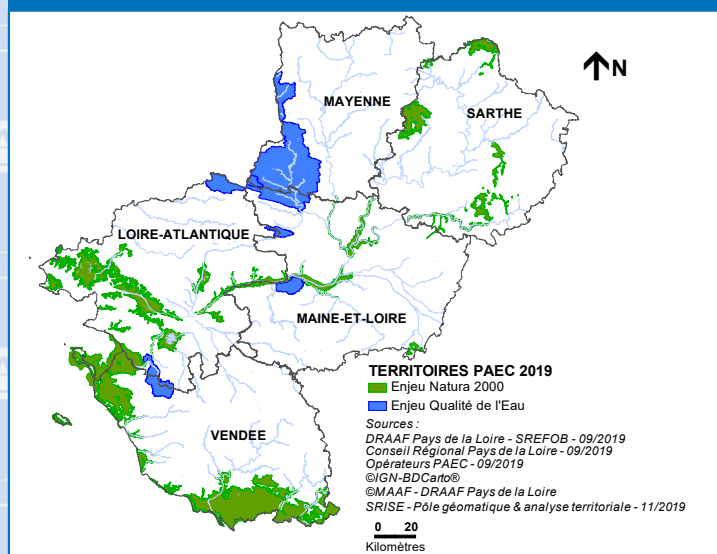 N
MAYENNE
SARTHE
LOIRE-ATLANTIQUE
MAINE-ET-LOIRE
VENDEE
TERRITOIRES PAEC 2019
Enjeu Natura 2000
Enjeu Qualité de l'Eau
Sources :
DRAAF Pays de la Loire - SREFOB - 09/2019
Conseil Régional Pays de la Loire - 09/2019
Opérateurs PAEC - 09/2019
©IGN-BDCarto®
©MAAF - DRAAF Pays de la Loire
SRISE - Pôle géomatique & analyse territoriale - 11/2019
0 20
Kilomètres